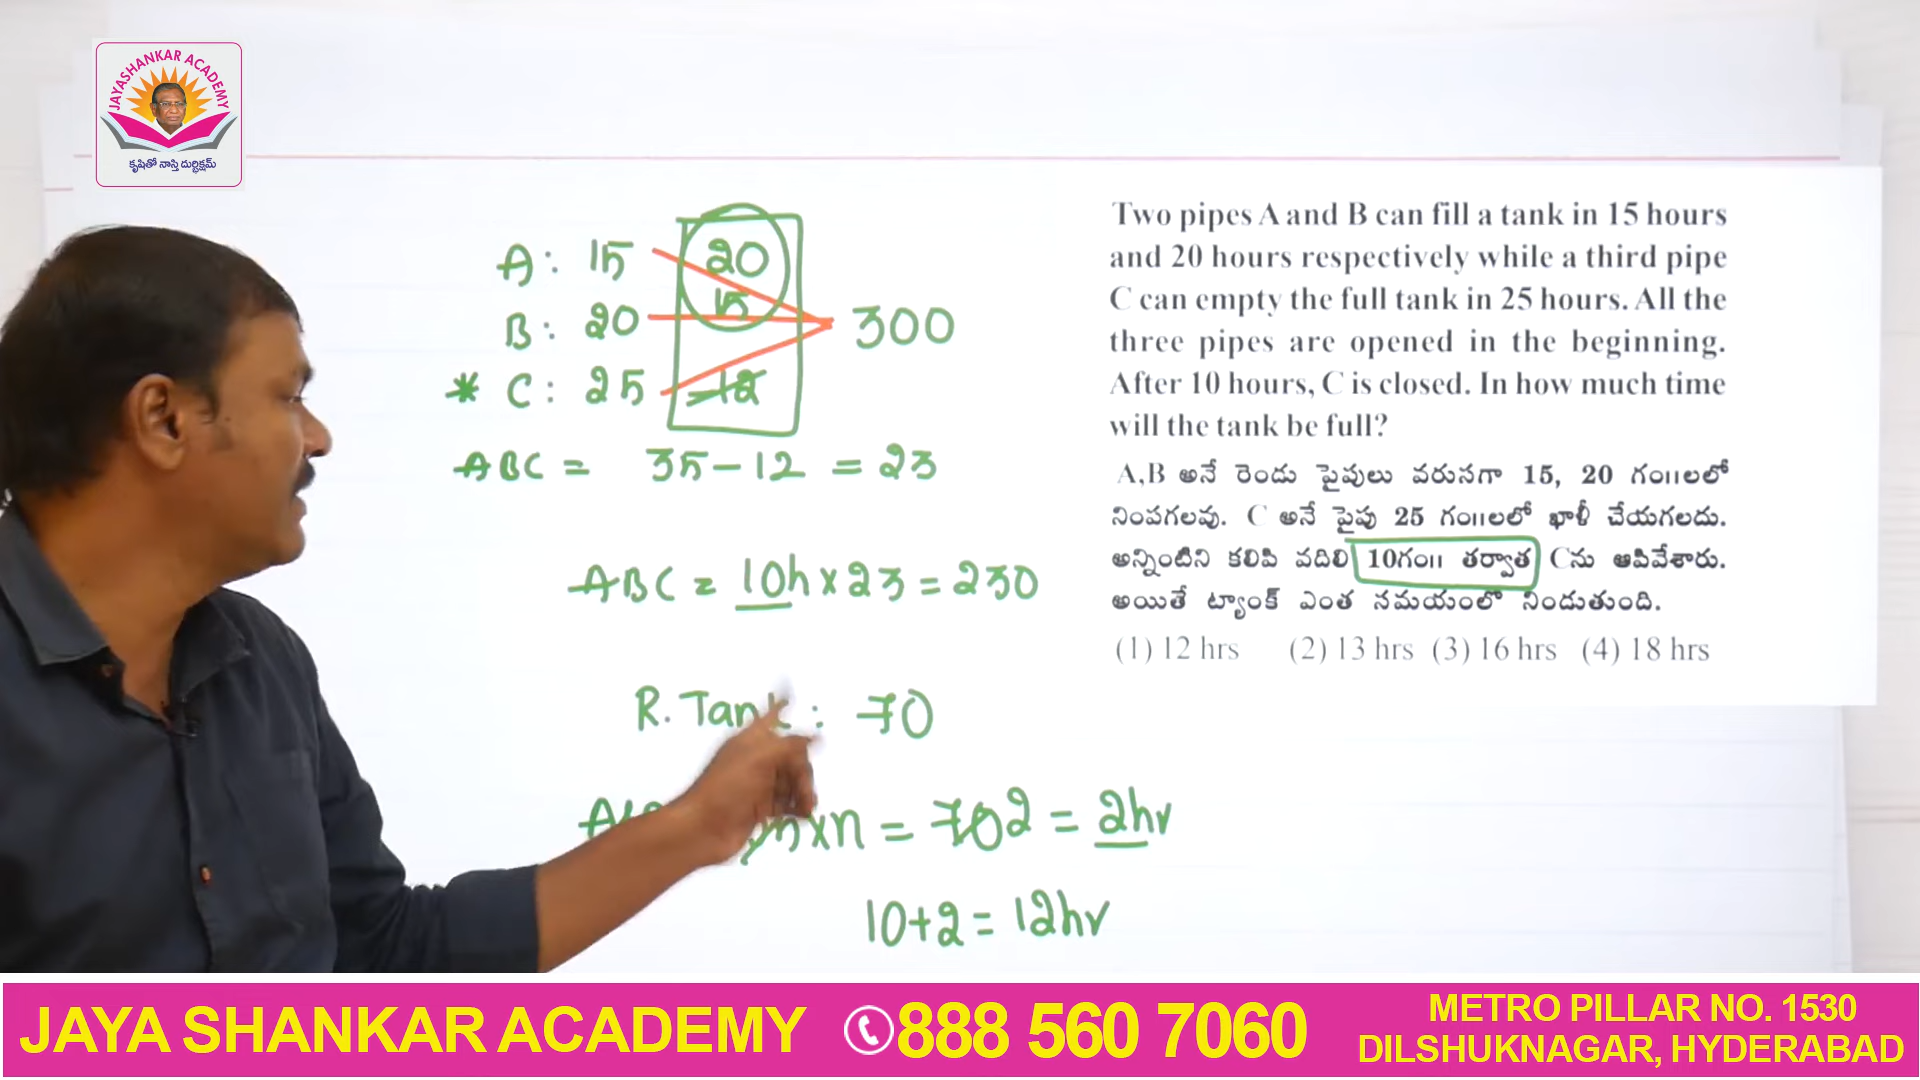 JAYASHANKAR ACADEMY
కృషితో నాస్తి దుర్భిక్షమ్
A: 15 20
B: 20 15 300
* C: 25 -12
ABC = 35-12 = 23
ABC = 10h×23 = 230
R. Tank: 70
×n = 70 2 = 2hr
10+2 = 12hr
Two pipes A and B can fill a tank in 15 hours
and 20 hours respectively while a third pipe
C can empty the full tank in 25 hours. All the
three pipes are opened in the beginning.
After 10 hours, C is closed. In how much time
will the tank be full?
A,B అనే రెండు పైపులు వరుసగా 15, 20 గం॥లలో
నింపగలవు. C అనే పైపు 25 గం॥లలో ఖాళీ చేయగలదు.
అన్నింటిని కలిపి వదిలి 10గం॥ తర్వాత Cను ఆపివేశారు.
అయితే ట్యాంక్ ఎంత సమయంలో నిండుతుంది.
(1) 12 hrs (2) 13 hrs (3) 16 hrs (4) 18 hrs
JAYA SHANKAR ACADEMY
888 560 7060
METRO PILLAR NO. 1530
DILSHUKNAGAR, HYDERABAD